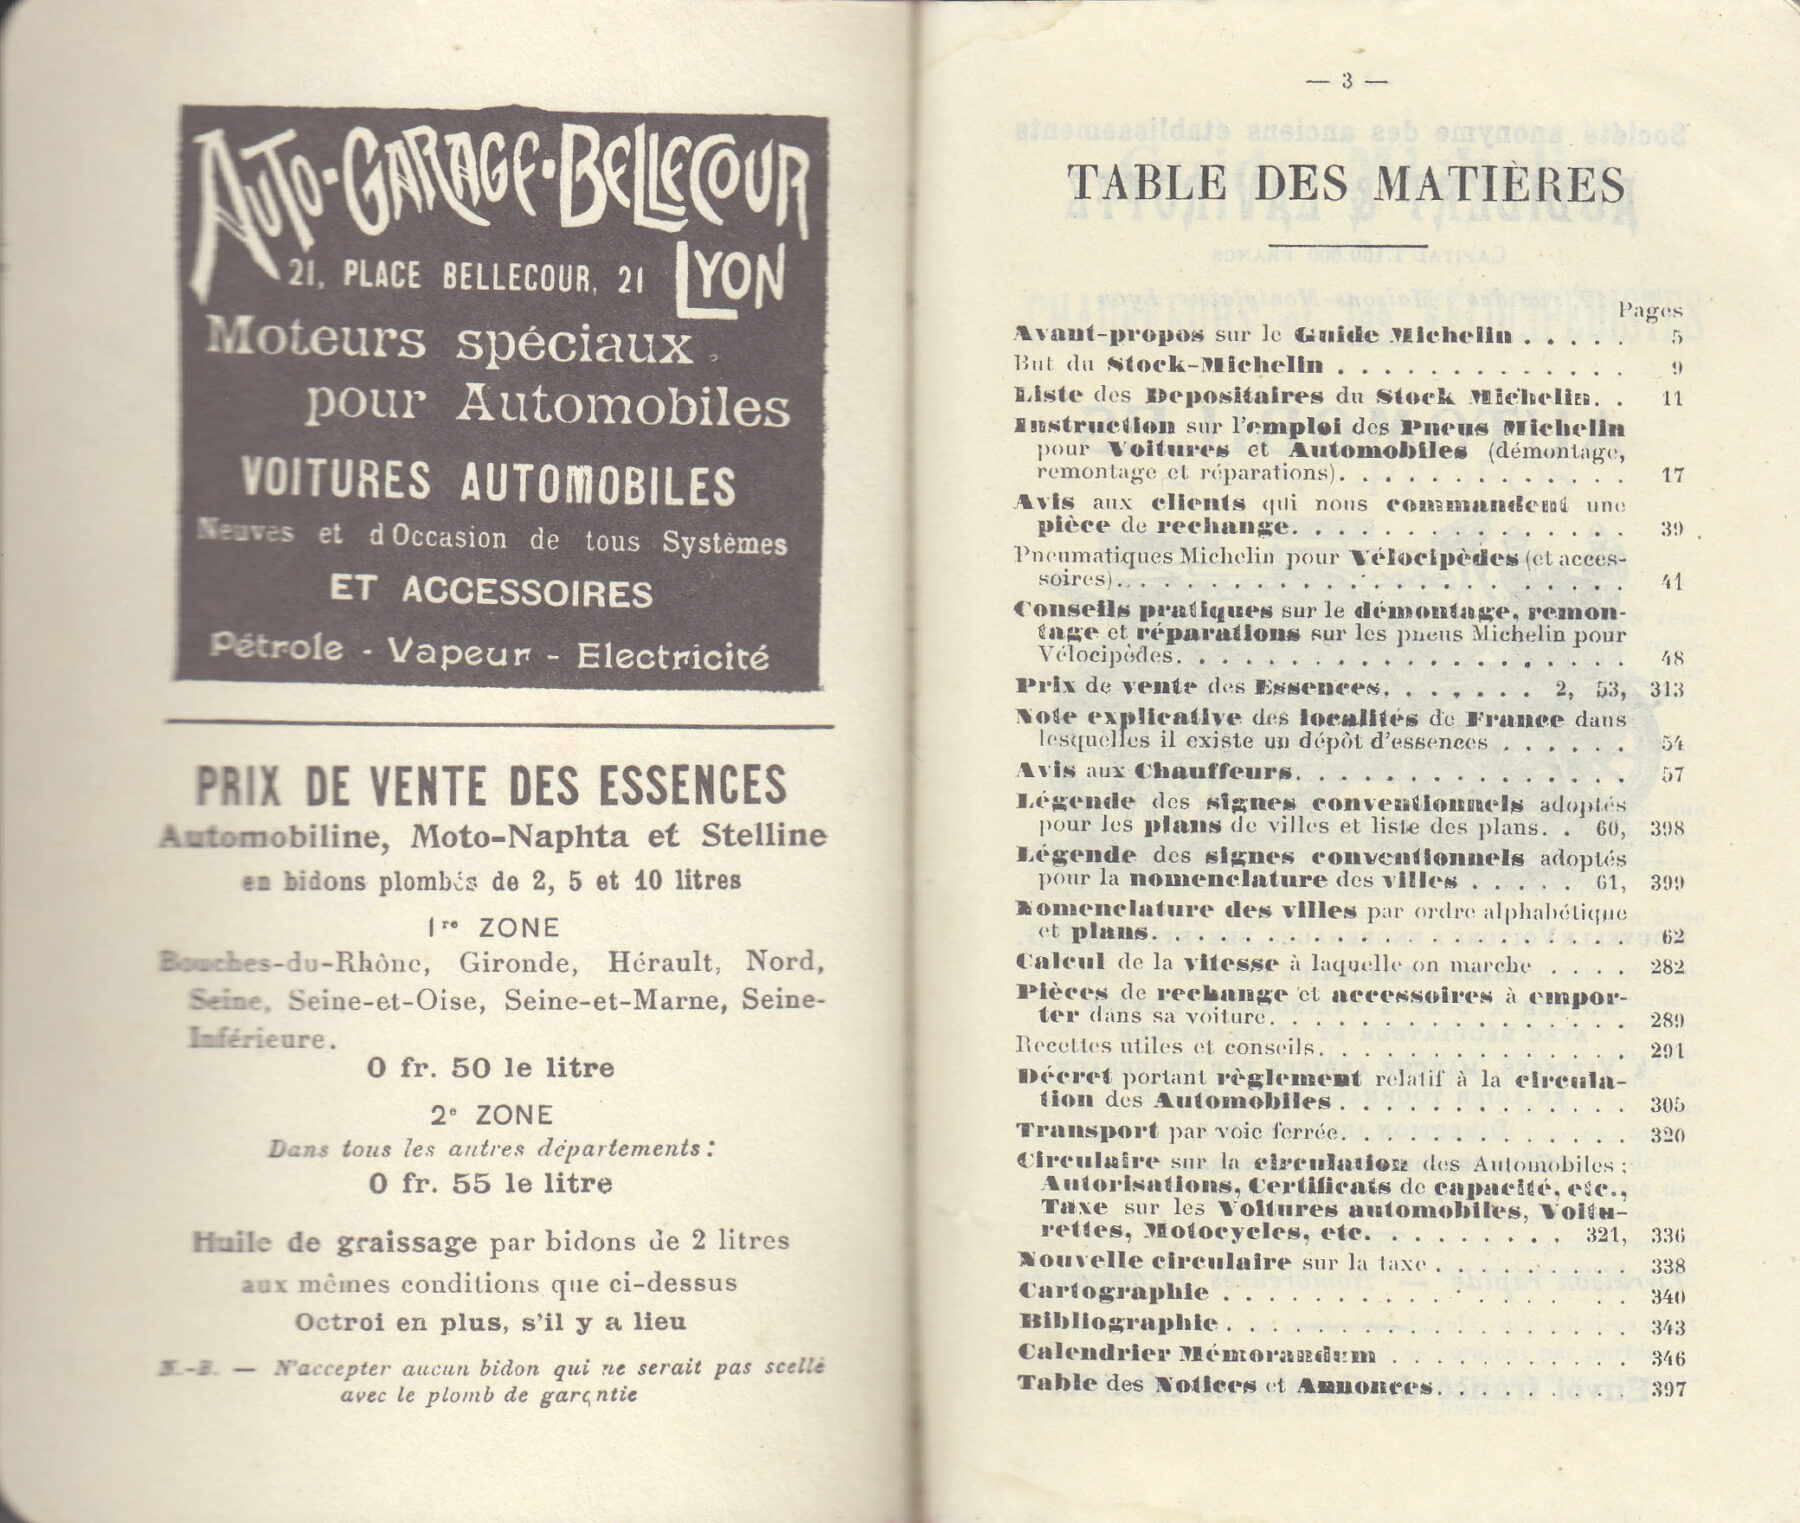 AUTO-GARAGE-BELLECOUR
21, PLACE BELLECOUR, 21 LYON
Moteurs spéciaux
pour Automobiles
VOITURES AUTOMOBILES
Neuves et d'Occasion de tous Systèmes
ET ACCESSOIRES
Pétrole - Vapeur - Electricité
PRIX DE VENTE DES ESSENCES
Automobiline, Moto-Naphta et Stelline
en bidons plombés de 2, 5 et 10 litres
1re ZONE
Bouches-du-Rhône, Gironde, Hérault, Nord,
Seine, Seine-et-Oise, Seine-et-Marne, Seine-
Inférieure.
0 fr. 50 le litre
2e ZONE
Dans tous les autres départements :
0 fr. 55 le litre
Huile de graissage par bidons de 2 litres
aux mêmes conditions que ci-dessus
Octroi en plus, s'il y a lieu
N.-B. — N'accepter aucun bidon qui ne serait pas scellé
avec le plomb de garantie
— 3 —
TABLE DES MATIÈRES
Pages
Avant-propos sur le Guide Michelin . . . . . 5
But du Stock-Michelin . . . . . . . . . . . . . 9
Liste des Depositaires du Stock Michelin. . 11
Instruction sur l'emploi des Pneus Michelin
pour Voitures et Automobiles (démontage,
remontage et réparations). . . . . . . . . . . . . 17
Avis aux clients qui nous commandent une
pièce de rechange. . . . . . . . . . . . . . . 39
Pneumatiques Michelin pour Vélocipèdes (et acces-
soires). . . . . . . . . . . . . . . . . . . . . . 41
Conseils pratiques sur le démontage, remon-
tage et réparations sur les pneus Michelin pour
Vélocipèdes. . . . . . . . . . . . . . . . . . . . 48
Prix de vente des Essences. . . . . . . 2, 53, 313
Note explicative des localités de France dans
lesquelles il existe un dépôt d'essences . . . . . . 54
Avis aux Chauffeurs. . . . . . . . . . . . . . . 57
Légende des signes conventionnels adoptés
pour les plans de villes et liste des plans. . 60, 398
Légende des signes conventionnels adoptés
pour la nomenclature des villes . . . . . 61, 399
Nomenclature des villes par ordre alphabétique
et plans. . . . . . . . . . . . . . . . . . . . . 62
Calcul de la vitesse à laquelle on marche . . . . 282
Pièces de rechange et accessoires à empor-
ter dans sa voiture. . . . . . . . . . . . . . . . 289
Recettes utiles et conseils. . . . . . . . . . . . . . 291
Décret portant règlement relatif à la circula-
tion des Automobiles. . . . . . . . . . . . . 305
Transport par voie ferrée. . . . . . . . . . . . . 320
Circulaire sur la circulation des Automobiles ;
Autorisations, Certificats de capacité, etc.,
Taxe sur les Voitures automobiles, Voitu-
rettes, Motocycles, etc. . . . . . . . . . 321, 336
Nouvelle circulaire sur la taxe . . . . . . . . . 338
Cartographie . . . . . . . . . . . . . . . . . . 340
Bibliographie. . . . . . . . . . . . . . . . . . 343
Calendrier Mémorandum . . . . . . . . . . . 346
Table des Notices et Annonces. . . . . . . . . 397